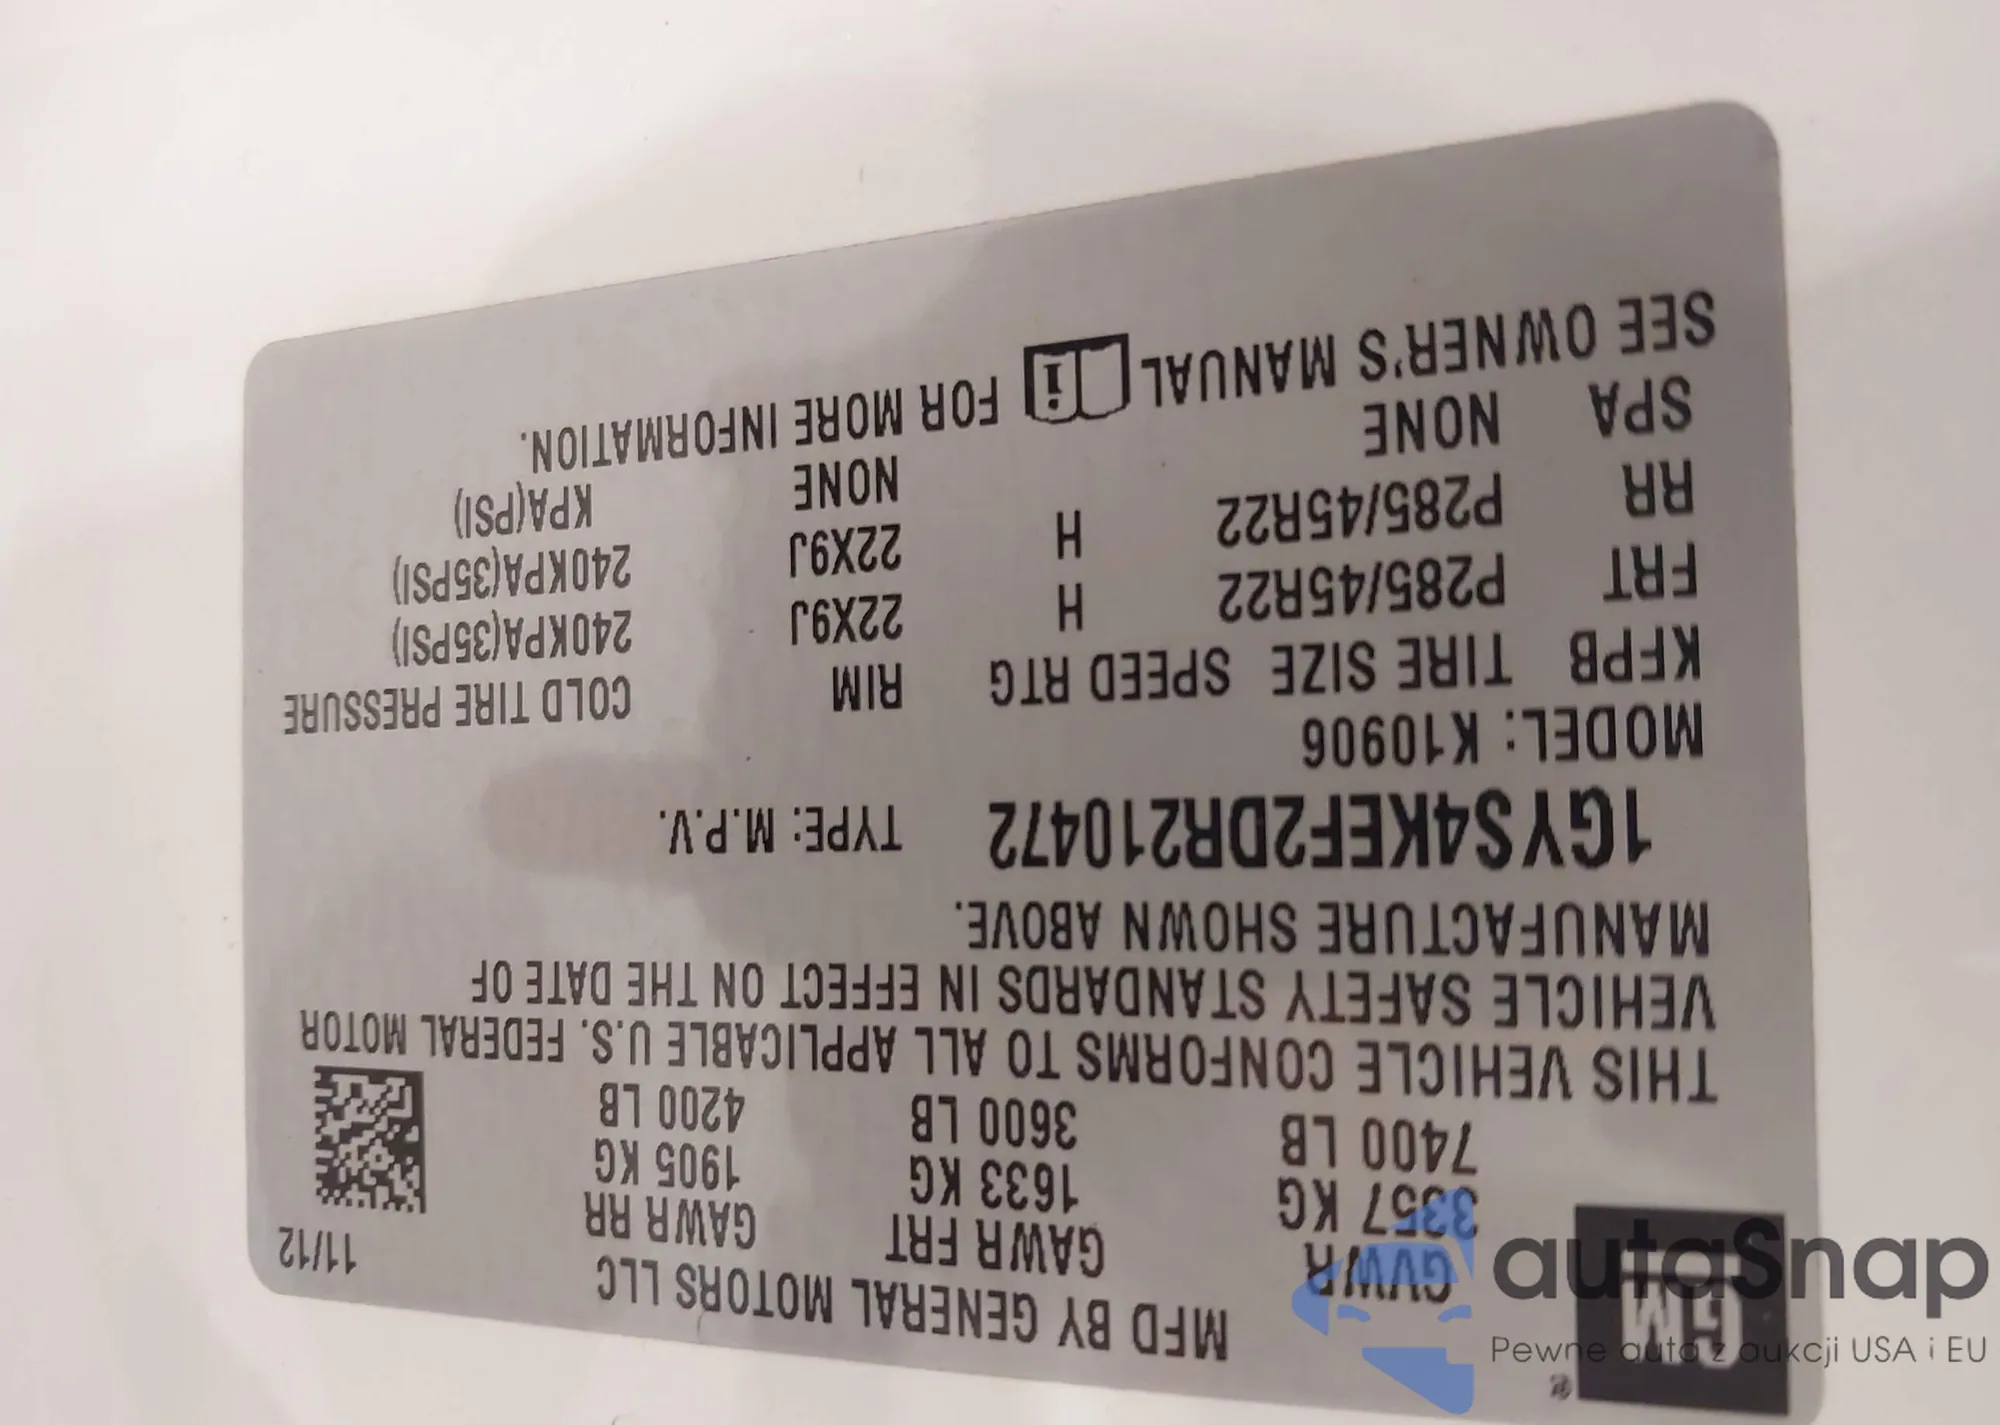 MFD BY GENERAL MOTORS LLC 11/12
GM
GVWR GAWR FRT GAWR RR
3357 KG 1633 KG 1905 KG
7400 LB 3600 LB 4200 LB
THIS VEHICLE CONFORMS TO ALL APPLICABLE U.S. FEDERAL MOTOR
VEHICLE SAFETY STANDARDS IN EFFECT ON THE DATE OF
MANUFACTURE SHOWN ABOVE.
1GYS4KEF2DR210472 TYPE: M.P.V.
MODEL: K10906
KFPB TIRE SIZE SPEED RTG RIM COLD TIRE PRESSURE
FRT P285/45R22 H 22X9J 240KPA(35PSI)
RR P285/45R22 H 22X9J 240KPA(35PSI)
SPA NONE NONE KPA(PSI)
SEE OWNER'S MANUAL i FOR MORE INFORMATION.
autaSnap
Pewne auta z aukcji USA i EU